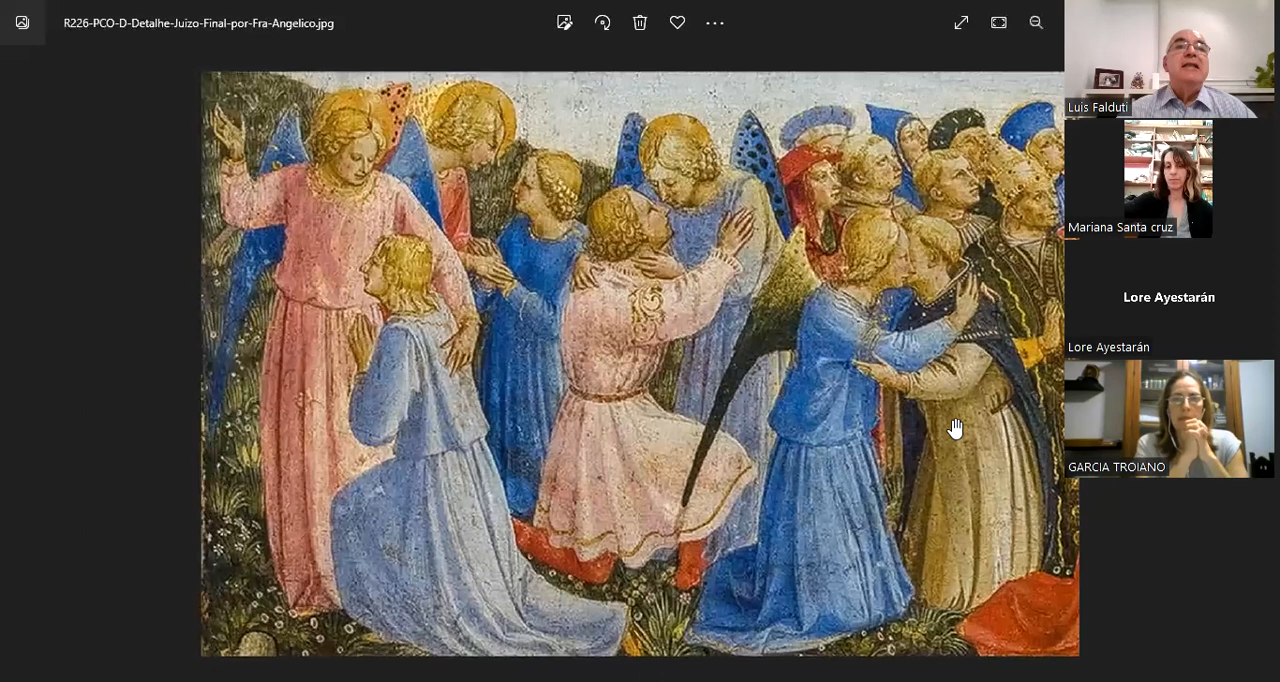 R226-PCO-D-Detalhe-Juizo-Final-por-Fra-Angelico.jpg
Luis Falduti
Mariana Santa cruz
Lore Ayestarán
Lore Ayestarán
GARCIA TROIANO